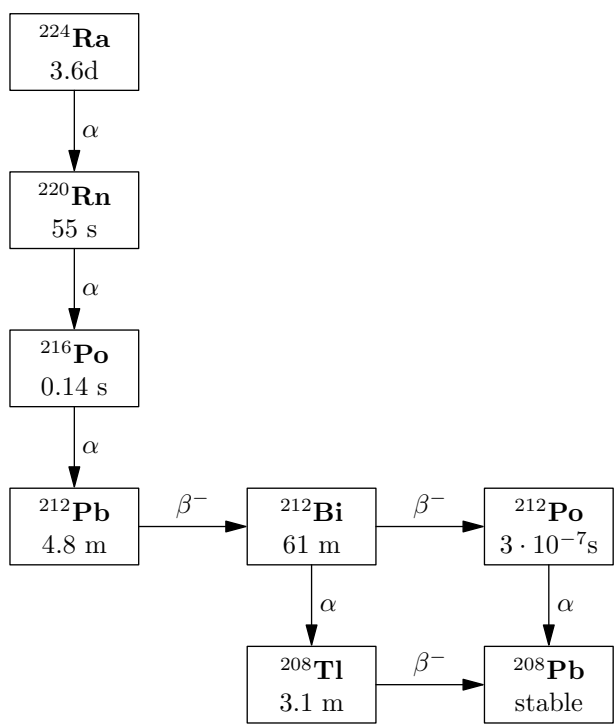 ²²⁴Ra
3.6d
α
²²⁰Rn
55 s
α
²¹⁶Po
0.14 s
α
²¹²Pb
4.8 m
β⁻
²¹²Bi
61 m
β⁻
²¹²Po
3 · 10⁻⁷s
α
α
²⁰⁸Tl
3.1 m
β⁻
²⁰⁸Pb
stable